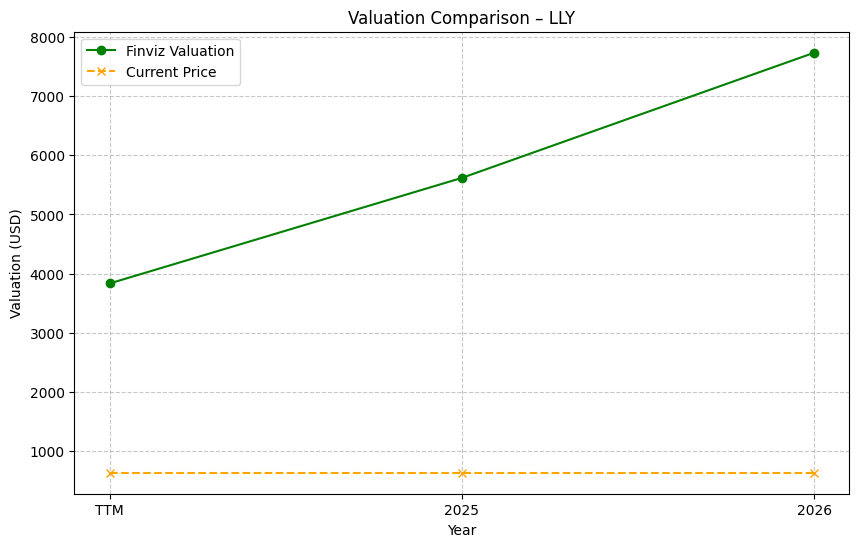 Valuation Comparison – LLY
Finviz Valuation
Current Price
Valuation (USD)
8000
7000
6000
5000
4000
3000
2000
1000
TTM
2025
2026
Year